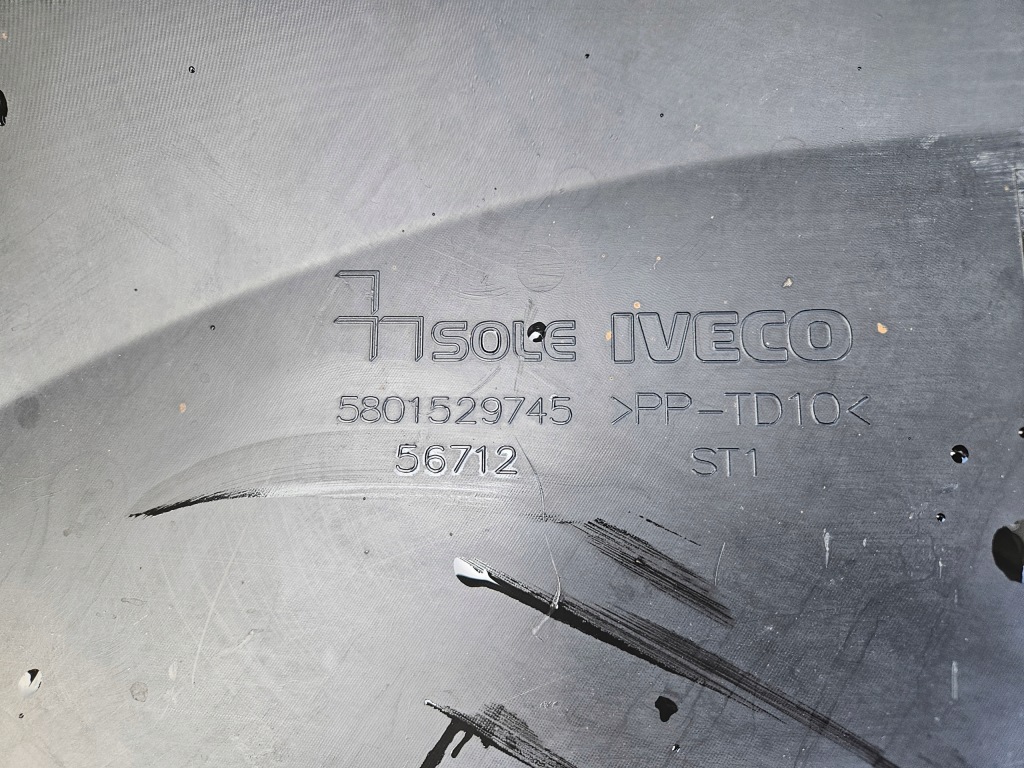 SOLE IVECO
5801529745 >PP-TD10<
56712 ST1